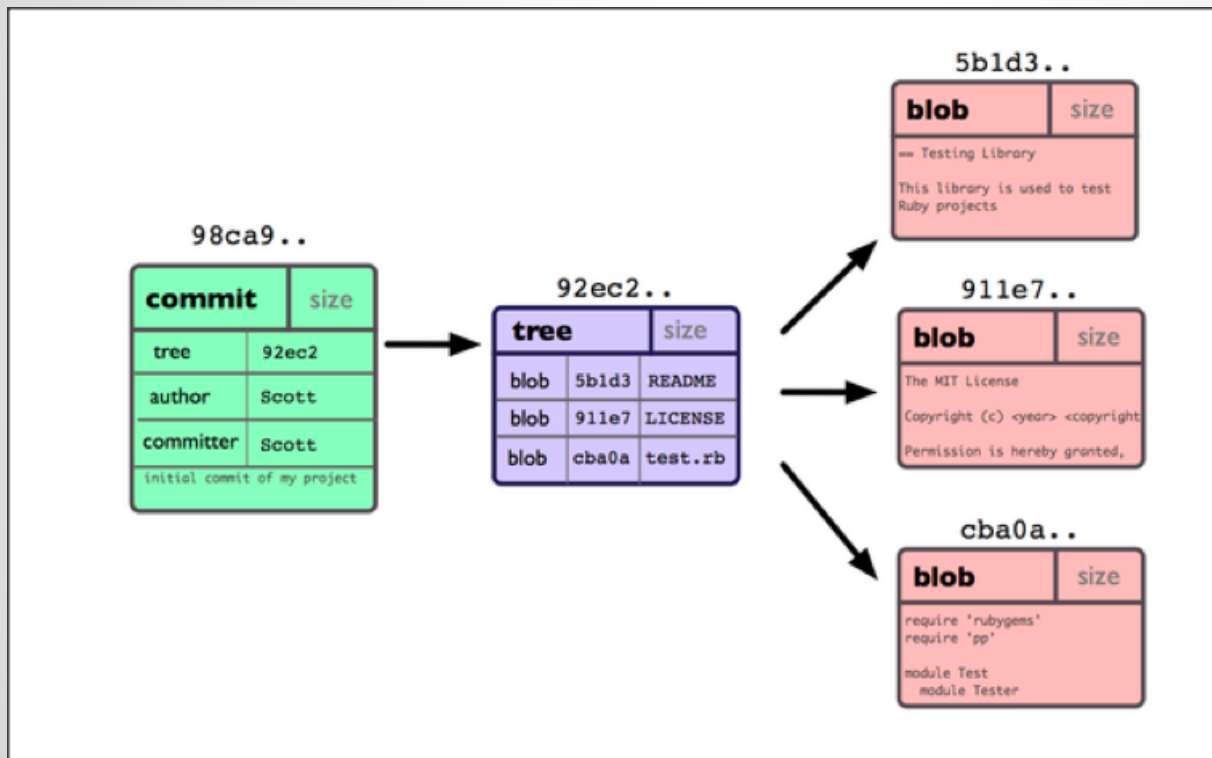 98ca9..
commit size
tree 92ec2
author Scott
committer Scott
initial commit of my project
92ec2..
tree size
blob 5b1d3 README
blob 911e7 LICENSE
blob cba0a test.rb
5b1d3..
blob size
== Testing Library
This library is used to test
Ruby projects
911e7..
blob size
The MIT License
Copyright (c) <year> <copyright
Permission is hereby granted,
cba0a..
blob size
require 'rubygems'
require 'pp'
module Test
module Tester